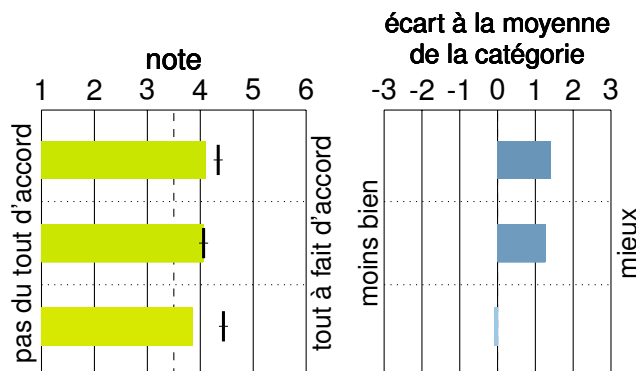 note
1 2 3 4 5 6
pas du tout d'accord
tout à fait d'accord
écart à la moyenne
de la catégorie
-3 -2 -1 0 1 2 3
moins bien
mieux